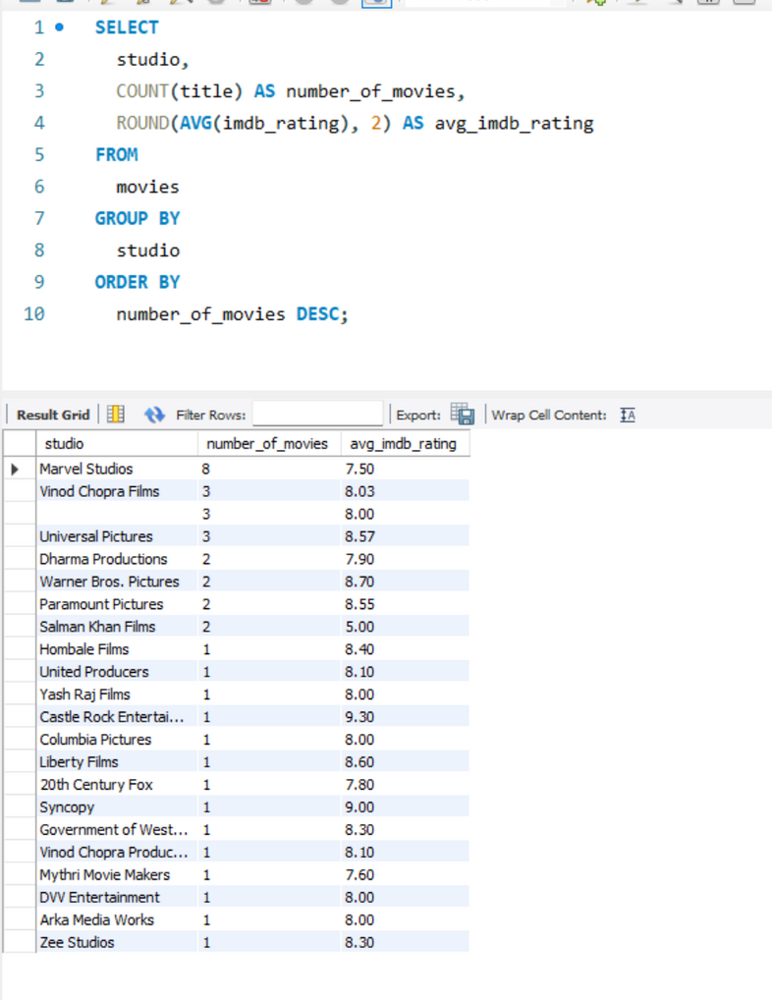 1 SELECT
2 studio,
3 COUNT(title) AS number_of_movies,
4 ROUND(AVG(imdb_rating), 2) AS avg_imdb_rating
5 FROM
6 movies
7 GROUP BY
8 studio
9 ORDER BY
10 number_of_movies DESC;
Result Grid Filter Rows: Export: Wrap Cell Content:
studio number_of_movies avg_imdb_rating
Marvel Studios 8 7.50
Vinod Chopra Films 3 8.03
3 8.00
Universal Pictures 3 8.57
Dharma Productions 2 7.90
Warner Bros. Pictures 2 8.70
Paramount Pictures 2 8.55
Salman Khan Films 2 5.00
Hombale Films 1 8.40
United Producers 1 8.10
Yash Raj Films 1 8.00
Castle Rock Entertai... 1 9.30
Columbia Pictures 1 8.00
Liberty Films 1 8.60
20th Century Fox 1 7.80
Syncopy 1 9.00
Government of West... 1 8.30
Vinod Chopra Produc... 1 8.10
Mythri Movie Makers 1 7.60
DVV Entertainment 1 8.00
Arka Media Works 1 8.00
Zee Studios 1 8.30